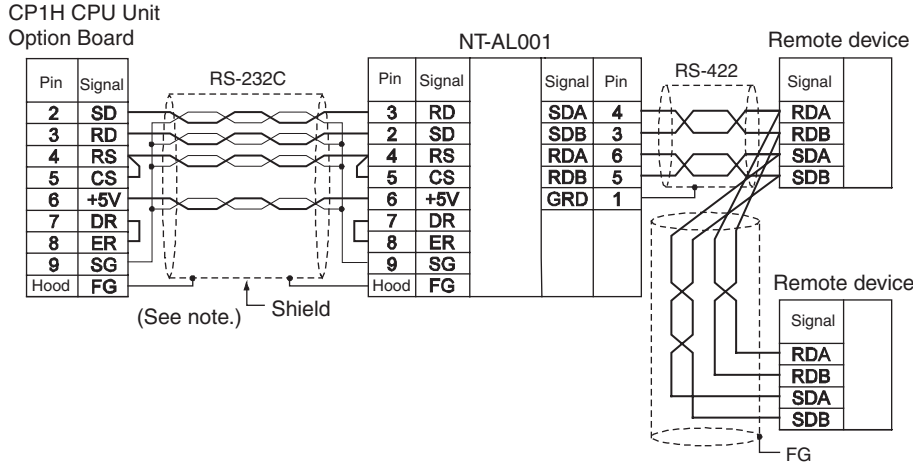 CP1H CPU Unit
Option Board
NT-AL001
Remote device
RS-232C
RS-422
Pin Signal
2 SD
3 RD
4 RS
5 CS
6 +5V
7 DR
8 ER
9 SG
Hood FG
Pin Signal
3 RD
2 SD
4 RS
5 CS
6 +5V
7 DR
8 ER
9 SG
Hood FG
Signal Pin
SDA 4
SDB 3
RDA 6
RDB 5
GRD 1
Signal
RDA
RDB
SDA
SDB
(See note.)
Shield
Remote device
Signal
RDA
RDB
SDA
SDB
FG